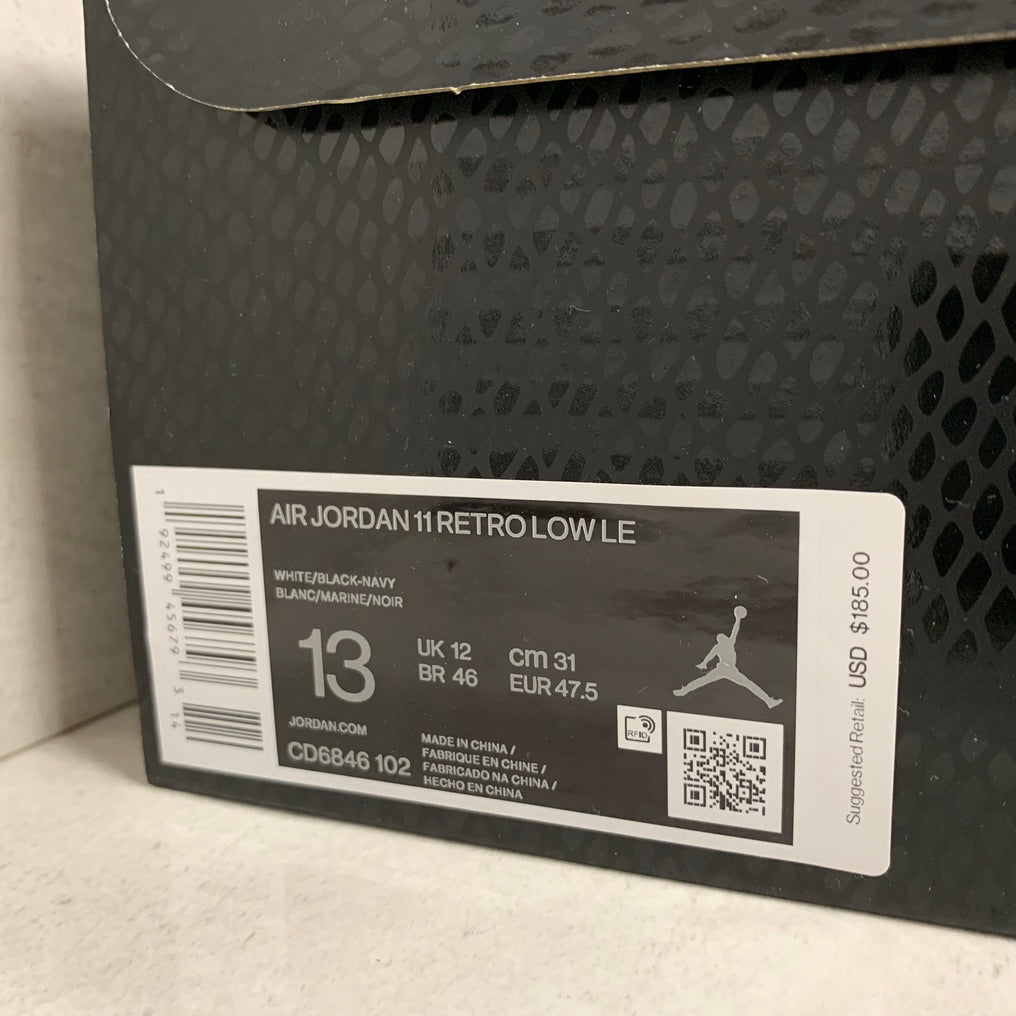 AIR JORDAN 11 RETRO LOW LE
WHITE/BLACK-NAVY
BLANC/MARINE/NOIR
13
UK 12
BR 46
cm 31
EUR 47.5
JORDAN.COM
CD6846 102
MADE IN CHINA /
FABRIQUE EN CHINE /
FABRICADO NA CHINA /
HECHO EN CHINA
RFID
1 92499 45679 3 14
Suggested Retail: USD $185.00